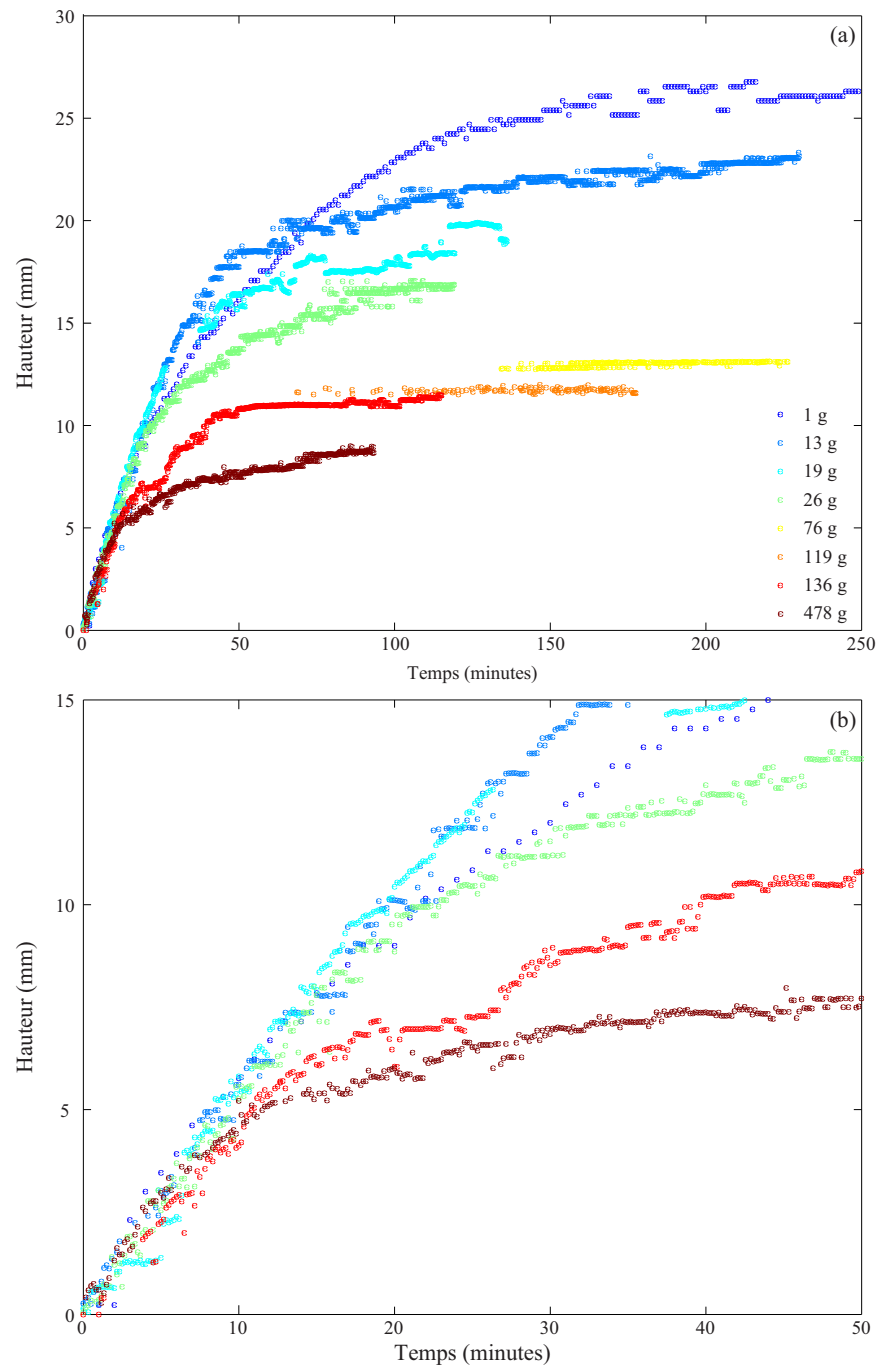 30
(a)
25
20
15
10
5
0
Hauteur (mm)
1 g
13 g
19 g
26 g
76 g
119 g
136 g
478 g
0 50 100 150 200 250
Temps (minutes)
15
(b)
10
5
0
Hauteur (mm)
0 10 20 30 40 50
Temps (minutes)